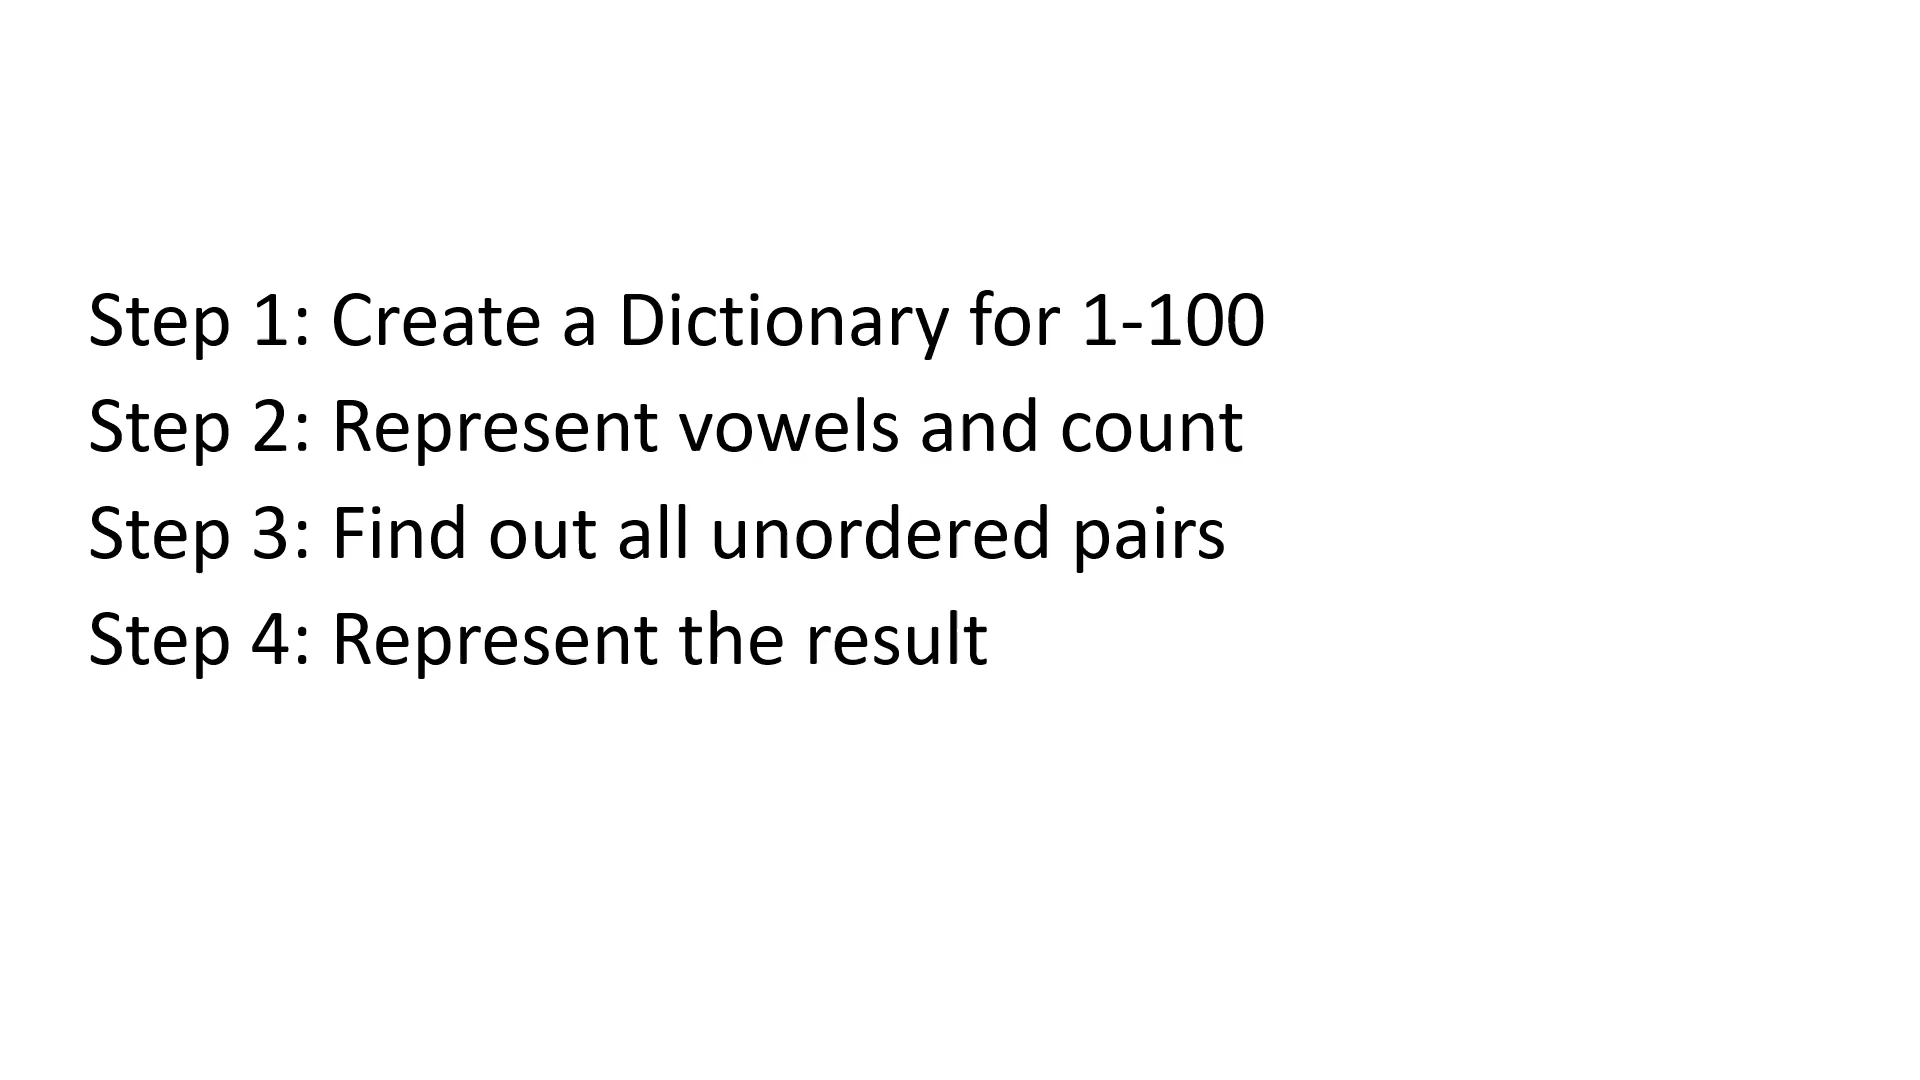 Step 1: Create a Dictionary for 1-100
Step 2: Represent vowels and count
Step 3: Find out all unordered pairs
Step 4: Represent the result